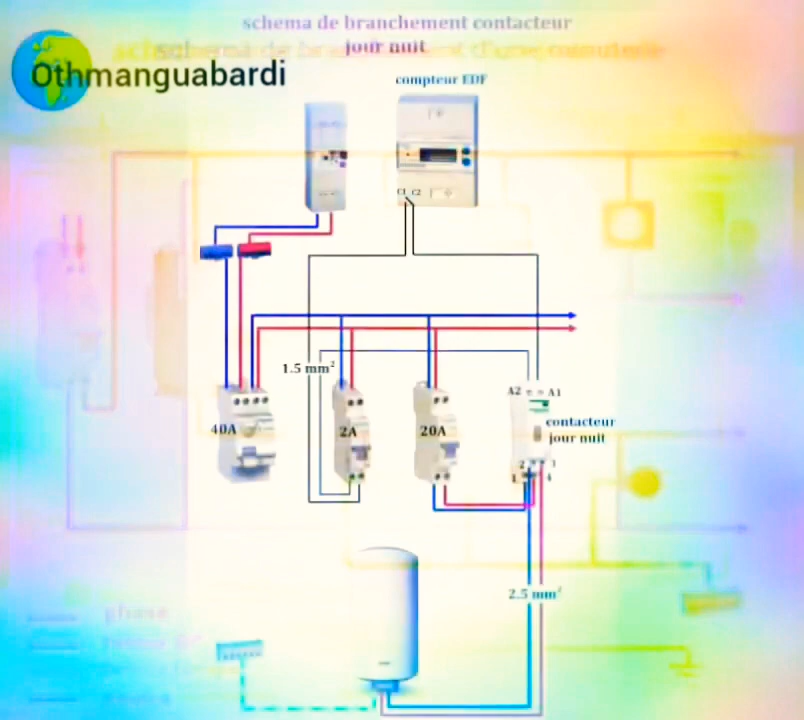 schema de branchement contacteur
jour nuit
Othmanguabardi
compteur EDF
C1 C2
1.5 mm²
A2 A1
40A
2A
20A
contacteur
jour nuit
2 3
1 4
2.5 mm²
phase